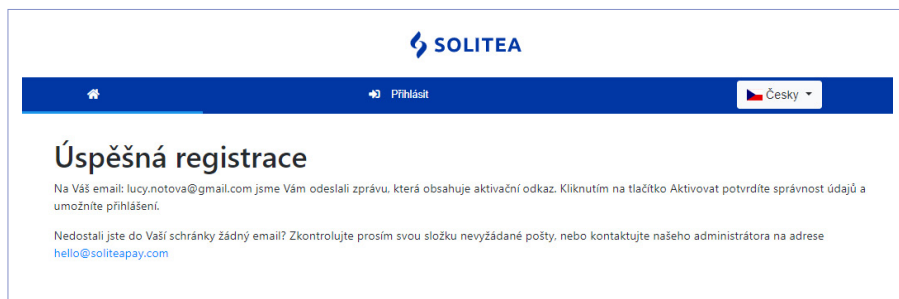 SOLITEA
Přihlásit
Česky
Úspěšná registrace
Na Váš email: lucy.notova@gmail.com jsme Vám odeslali zprávu, která obsahuje aktivační odkaz. Kliknutím na tlačítko Aktivovat potvrdíte správnost údajů a
umožníte přihlášení.
Nedostali jste do Vaší schránky žádný email? Zkontrolujte prosím svou složku nevyžádané pošty, nebo kontaktujte našeho administrátora na adrese
hello@soliteapay.com